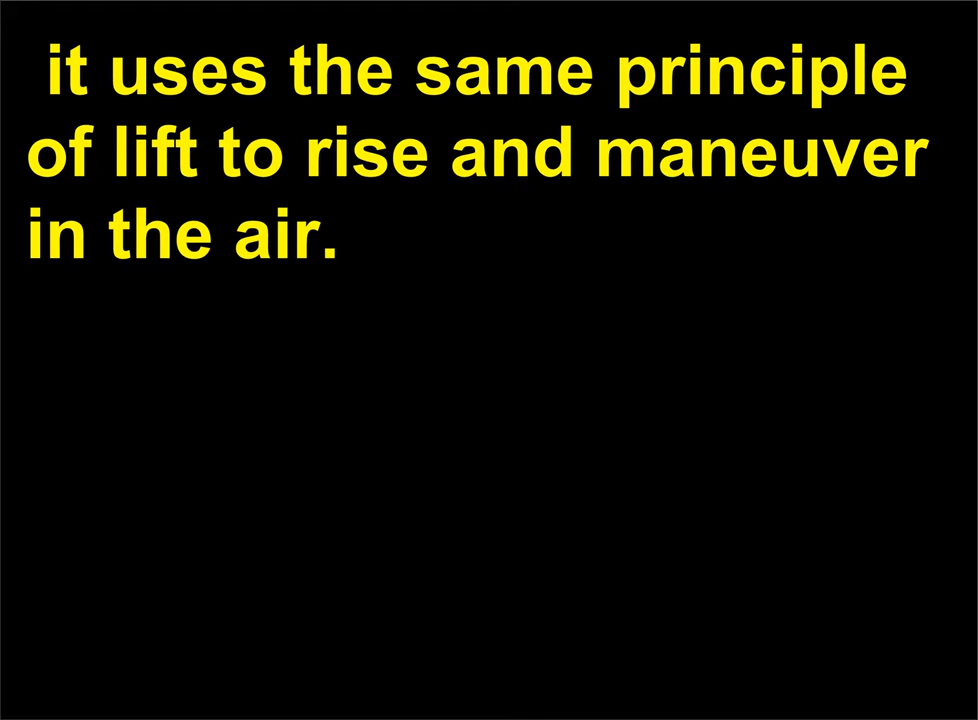 it uses the same principle
of lift to rise and maneuver
in the air.